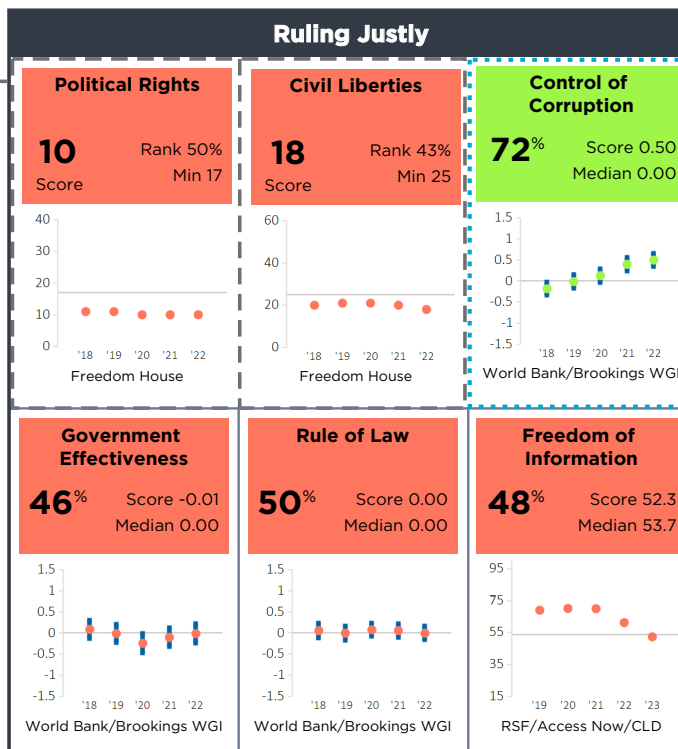 Ruling Justly
Political Rights
10
Score
Rank 50%
Min 17
40
30
20
10
0
'18 '19 '20 '21 '22
Freedom House
Civil Liberties
18
Score
Rank 43%
Min 25
60
40
20
0
'18 '19 '20 '21 '22
Freedom House
Control of
Corruption
72%
Score 0.50
Median 0.00
1.5
0.5
0
-0.5
-1
-1.5
'18 '19 '20 '21 '22
World Bank/Brookings WGI
Government
Effectiveness
46%
Score -0.01
Median 0.00
1.5
1
0.5
0
-0.5
-1
-1.5
'18 '19 '20 '21 '22
World Bank/Brookings WGI
Rule of Law
50%
Score 0.00
Median 0.00
1.5
1
0.5
0
-0.5
-1
-1.5
'18 '19 '20 '21 '22
World Bank/Brookings WGI
Freedom of
Information
48%
Score 52.3
Median 53.7
95
75
55
35
15
'19 '20 '21 '22 '23
RSF/Access Now/CLD